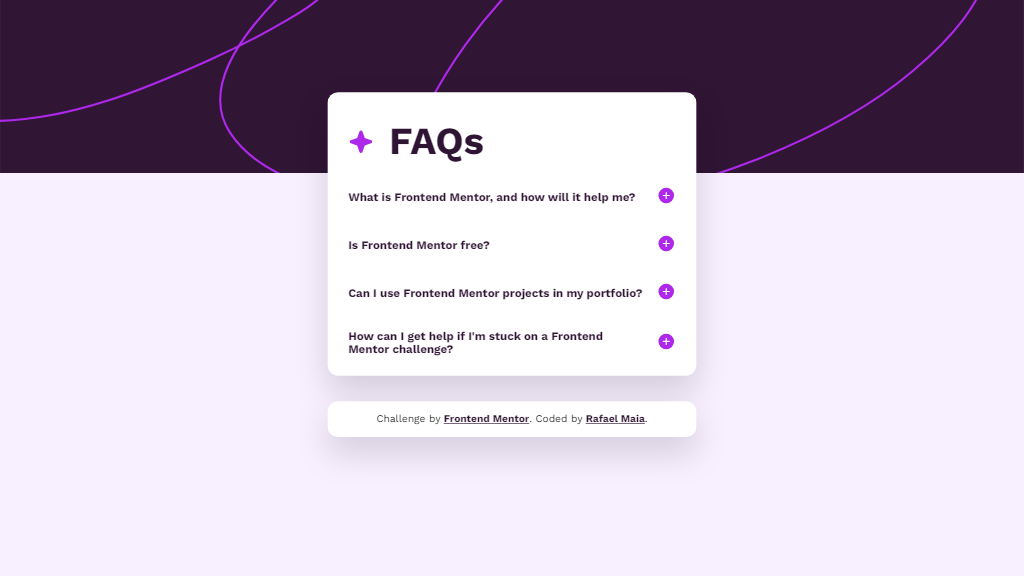 FAQs
What is Frontend Mentor, and how will it help me?
Is Frontend Mentor free?
Can I use Frontend Mentor projects in my portfolio?
How can I get help if I'm stuck on a Frontend
Mentor challenge?
Challenge by Frontend Mentor. Coded by Rafael Maia.